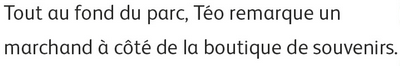 Tout au fond du parc, Téo remarque un
marchand à côté de la boutique de souvenirs.